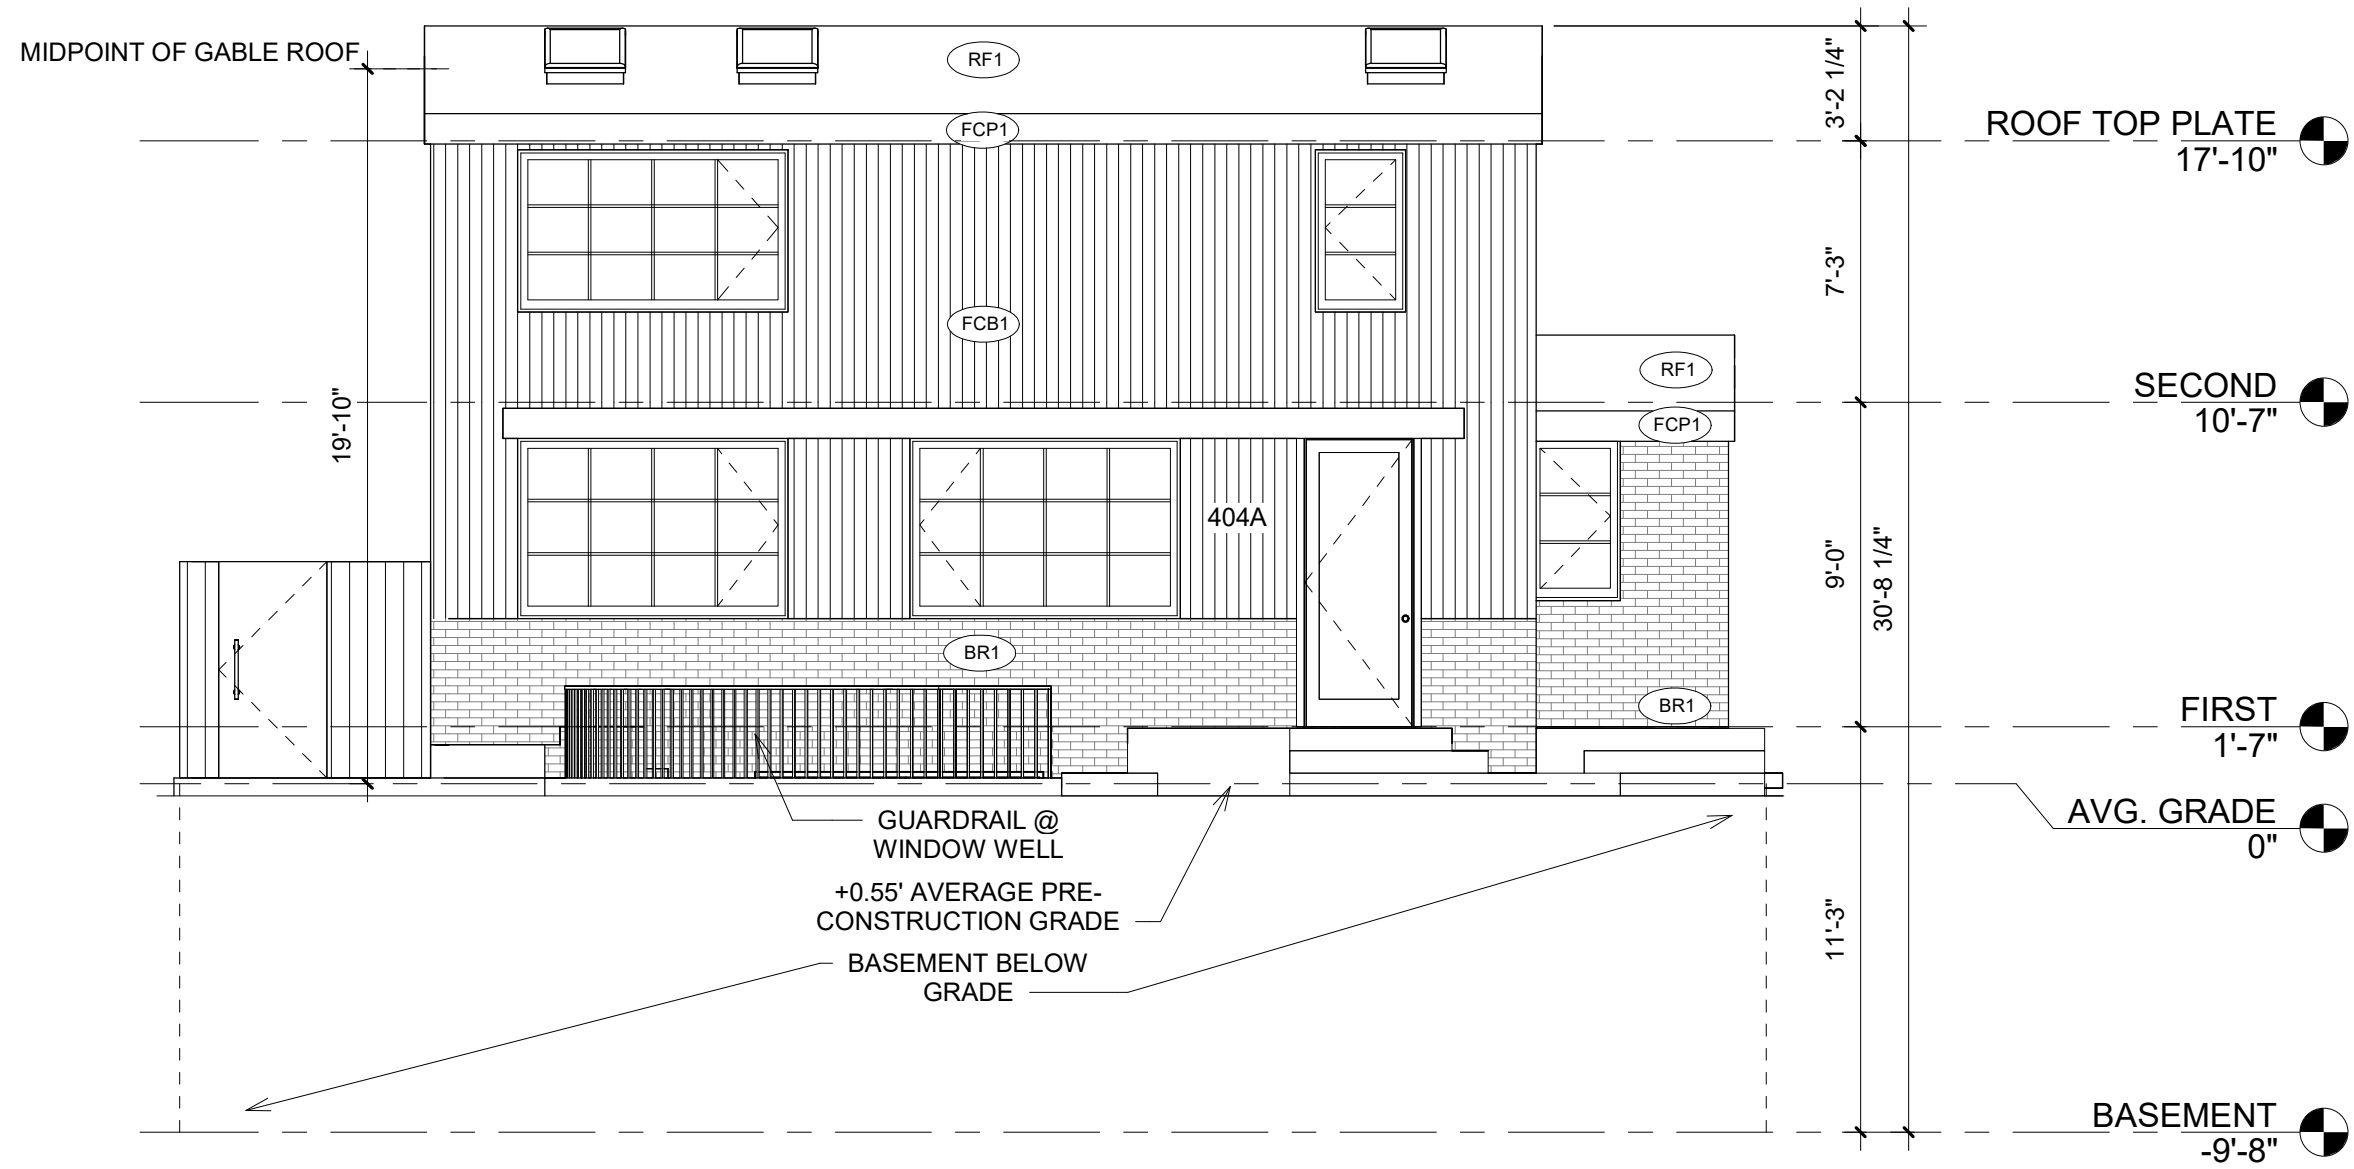 MIDPOINT OF GABLE ROOF
RF1
3'-2 1/4"
FCP1
ROOF TOP PLATE
17'-10"
7'-3"
FCB1
RF1
SECOND
10'-7"
19'-10"
FCP1
404A
9'-0"
30'-8 1/4"
BR1
BR1
FIRST
1'-7"
GUARDRAIL @
WINDOW WELL
AVG. GRADE
0"
+0.55' AVERAGE PRE-
CONSTRUCTION GRADE
11'-3"
BASEMENT BELOW
GRADE
BASEMENT
-9'-8"